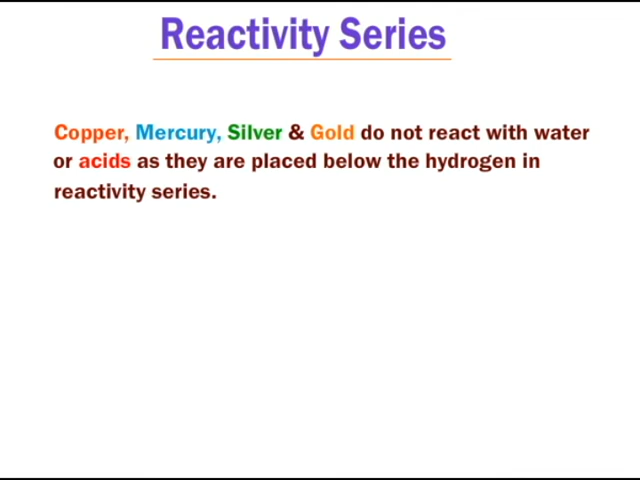 Reactivity Series
Copper, Mercury, Silver & Gold do not react with water
or acids as they are placed below the hydrogen in
reactivity series.